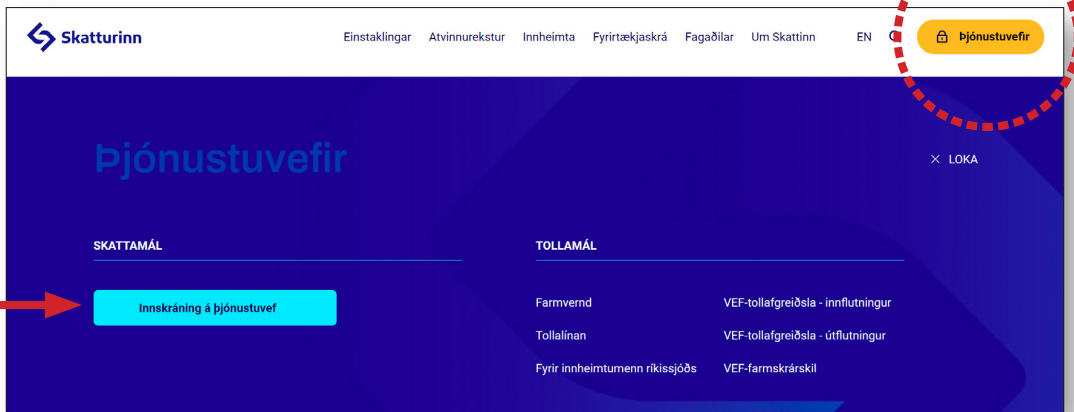 Skatturinn
Einstaklingar Atvinnurekstur Innheimta Fyrirtækjaskrá Fagaðilar Um Skattinn EN Þjónustuvefir
Þjónustuvefir
× LOKA
SKATTAMÁL
Innskráning á þjónustuvef
TOLLAMÁL
Farmvernd VEF-tollafgreiðsla - innflutningur
Tollalínan VEF-tollafgreiðsla - útflutningur
Fyrir innheimtumenn ríkissjóðs VEF-farmskrárskil